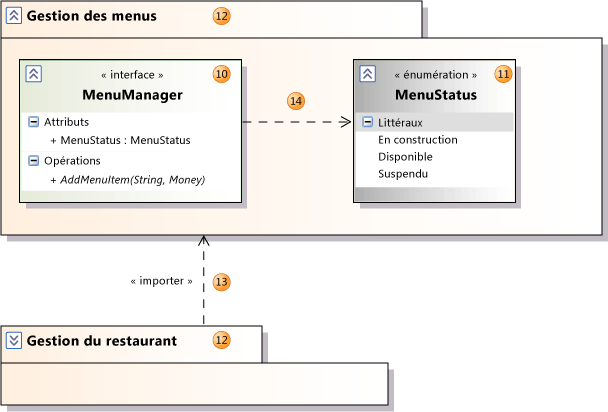 Gestion des menus 12
« interface » 10
MenuManager
Attributs
+ MenuStatus : MenuStatus
Opérations
+ AddMenuItem(String, Money)
14
« énumération » 11
MenuStatus
Littéraux
En construction
Disponible
Suspendu
« importer » 13
Gestion du restaurant 12